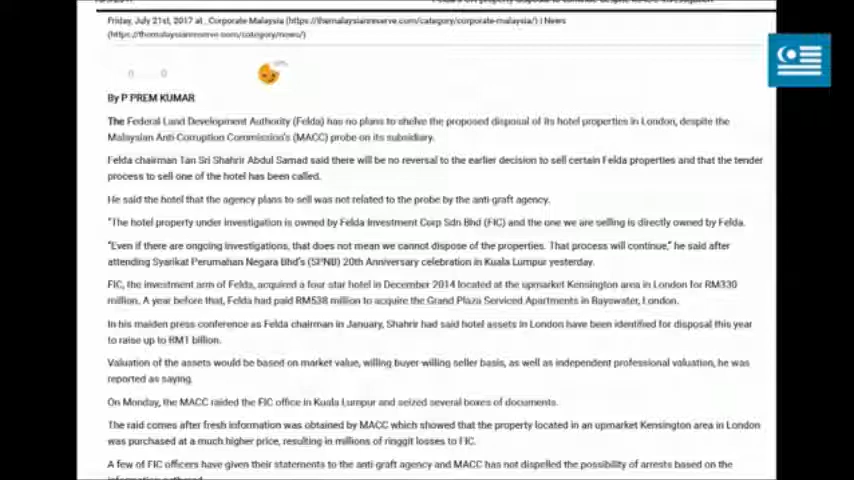 Friday, July 21st, 2017 at , Corporate Malaysia (https://themalaysianreserve.com/category/corporate-malaysia/) | News
(https://themalaysianreserve.com/category/news/)
0 0
By P PREM KUMAR
The Federal Land Development Authority (Felda) has no plans to shelve the proposed disposal of its hotel properties in London, despite the
Malaysian Anti-Corruption Commission's (MACC) probe on its subsidiary.
Felda chairman Tan Sri Shahrir Abdul Samad said there will be no reversal to the earlier decision to sell certain Felda properties and that the tender
process to sell one of the hotel has been called.
He said the hotel that the agency plans to sell was not related to the probe by the anti-graft agency.
"The hotel property under investigation is owned by Felda Investment Corp Sdn Bhd (FIC) and the one we are selling is directly owned by Felda.
"Even if there are ongoing investigations, that does not mean we cannot dispose of the properties. That process will continue," he said after
attending Syarikat Perumahan Negara Bhd's (SPNB) 20th Anniversary celebration in Kuala Lumpur yesterday.
FIC, the investment arm of Felda, acquired a four-star hotel in December 2014 located at the upmarket Kensington area in London for RM330
million. A year before that, Felda had paid RM538 million to acquire the Grand Plaza Serviced Apartments in Bayswater, London.
In his maiden press conference as Felda chairman in January, Shahrir had said hotel assets in London have been identified for disposal this year
to raise up to RM1 billion.
Valuation of the assets would be based on market value, willing buyer-willing seller basis, as well as independent professional valuation, he was
reported as saying.
On Monday, the MACC raided the FIC office in Kuala Lumpur and seized several boxes of documents.
The raid comes after fresh information was obtained by MACC which showed that the property located in an upmarket Kensington area in London
was purchased at a much higher price, resulting in millions of ringgit losses to FIC.
A few of FIC officers have given their statements to the anti-graft agency and MACC has not dispelled the possibility of arrests based on the